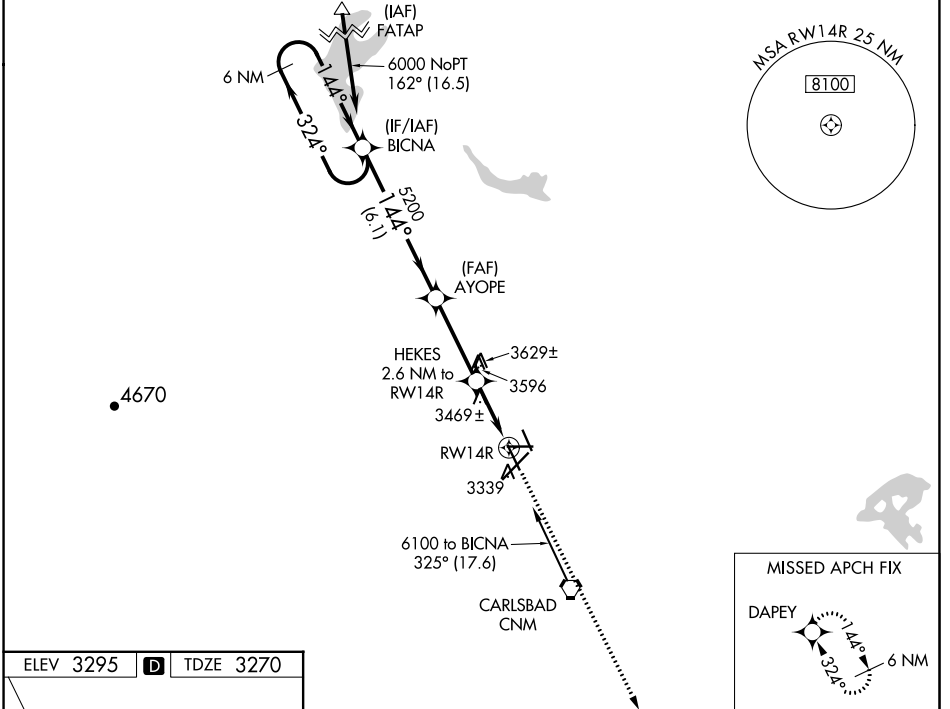 (IAF)
FATAP
6000 NoPT
162° (16.5)
6 NM
144°
324°
(IF/IAF)
BICNA
5200
144°
(6.1)
(FAF)
AYOPE
HEKES
2.6 NM to
RW14R
3629±
3596
3469±
4670
RW14R
3339
6100 to BICNA
325° (17.6)
CARLSBAD
CNM
MSA RW14R 25 NM
8100
MISSED APCH FIX
DAPEY
144°
324°
6 NM
ELEV 3295 D TDZE 3270